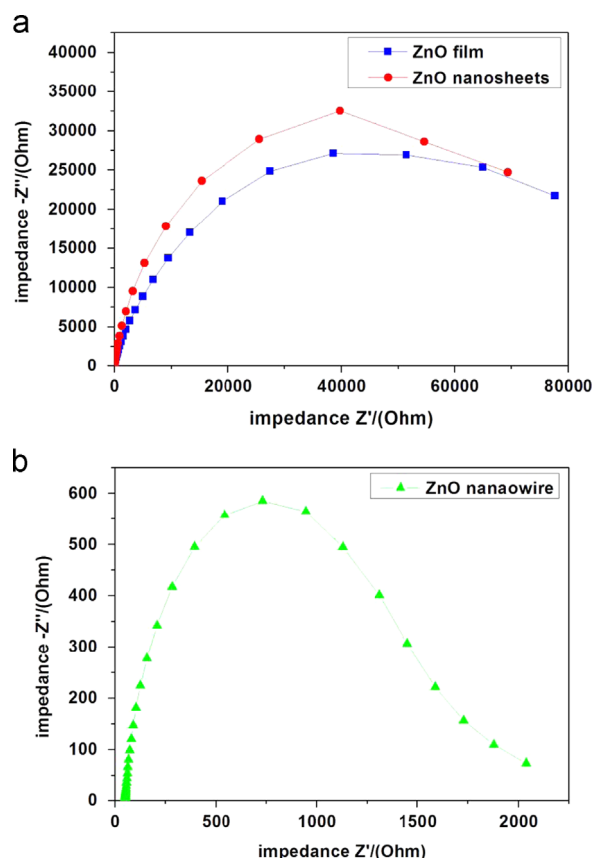 a
ZnO film
ZnO nanosheets
40000
35000
30000
25000
20000
15000
10000
5000
0
impedance -Z''/(Ohm)
0 20000 40000 60000 80000
impedance Z'/(Ohm)
b
ZnO nanaowire
600
500
400
300
200
100
0
impedance -Z''/(Ohm)
0 500 1000 1500 2000
impedance Z'/(Ohm)